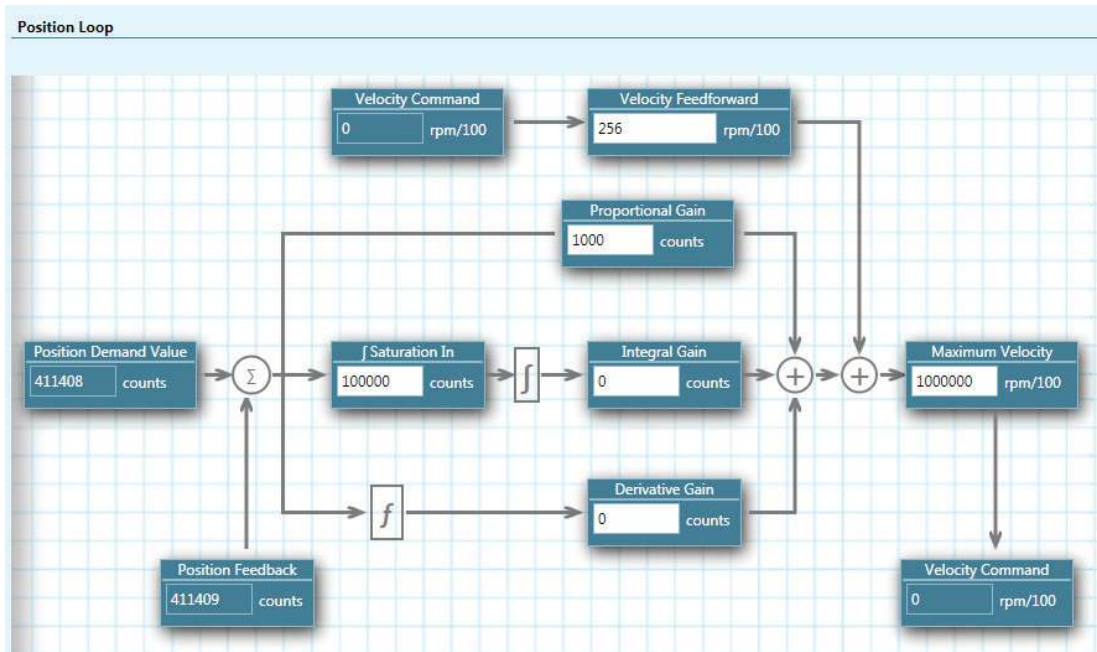 Position Loop
Velocity Command
0 rpm/100
Velocity Feedforward
256 rpm/100
Proportional Gain
1000 counts
Position Demand Value
411408 counts
Σ
∫ Saturation In
100000 counts
∫
Integral Gain
0 counts
+
+
Maximum Velocity
1000000 rpm/100
f
Derivative Gain
0 counts
Position Feedback
411409 counts
Velocity Command
0 rpm/100